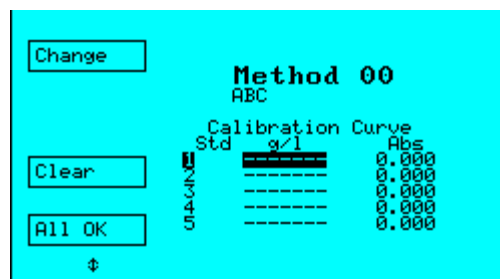 Change
Method 00
ABC
Calibration Curve
Std g/l Abs
1 ------- 0.000
2 ------- 0.000
3 ------- 0.000
4 ------- 0.000
5 ------- 0.000
Clear
All OK